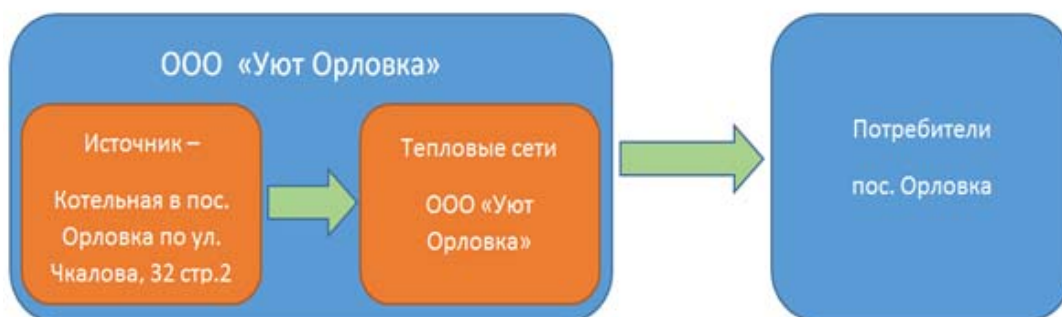 ООО «Уют Орловка»
Источник –
Котельная в пос.
Орловка по ул.
Чкалова, 32 стр.2
Тепловые сети
ООО «Уют
Орловка»
Потребители
пос. Орловка